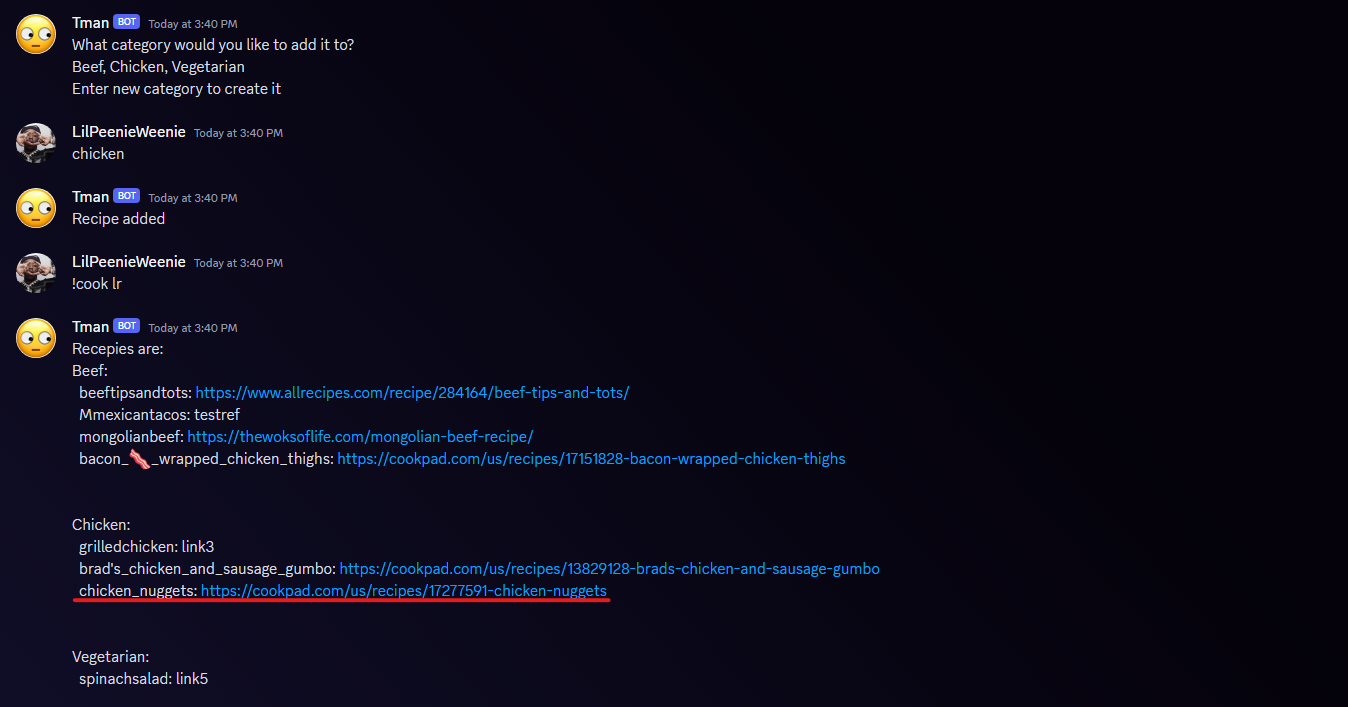 Tman BOT Today at 3:40 PM
What category would you like to add it to?
Beef, Chicken, Vegetarian
Enter new category to create it
LilPeenieWeenie Today at 3:40 PM
chicken
Tman BOT Today at 3:40 PM
Recipe added
LilPeenieWeenie Today at 3:40 PM
!cook lr
Tman BOT Today at 3:40 PM
Recepies are:
Beef:
beeftipsandtots: https://www.allrecipes.com/recipe/284164/beef-tips-and-tots/
Mmexicantacos: testref
mongolianbeef: https://thewoksoflife.com/mongolian-beef-recipe/
bacon_🥓_wrapped_chicken_thighs: https://cookpad.com/us/recipes/17151828-bacon-wrapped-chicken-thighs
Chicken:
grilledchicken: link3
brad's_chicken_and_sausage_gumbo: https://cookpad.com/us/recipes/13829128-brads-chicken-and-sausage-gumbo
chicken_nuggets: https://cookpad.com/us/recipes/17277591-chicken-nuggets
Vegetarian:
spinachsalad: link5